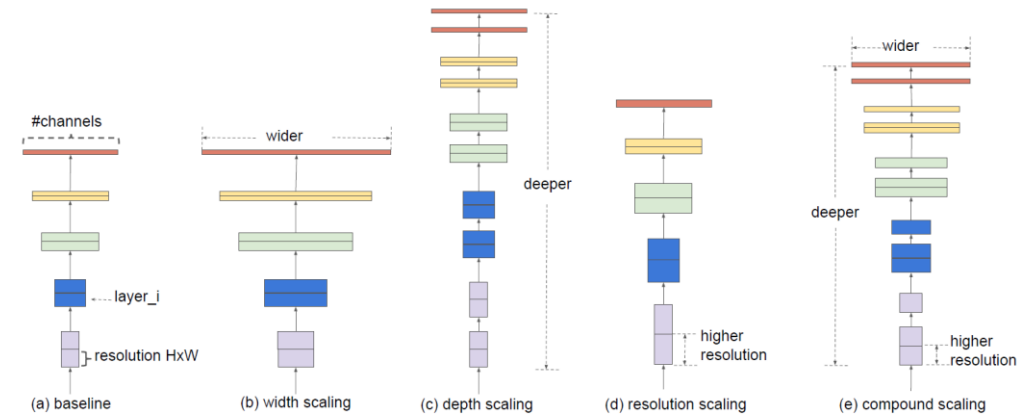 #channels
layer_i
resolution HxW
(a) baseline
wider
(b) width scaling
deeper
(c) depth scaling
higher
resolution
(d) resolution scaling
wider
deeper
higher
resolution
(e) compound scaling